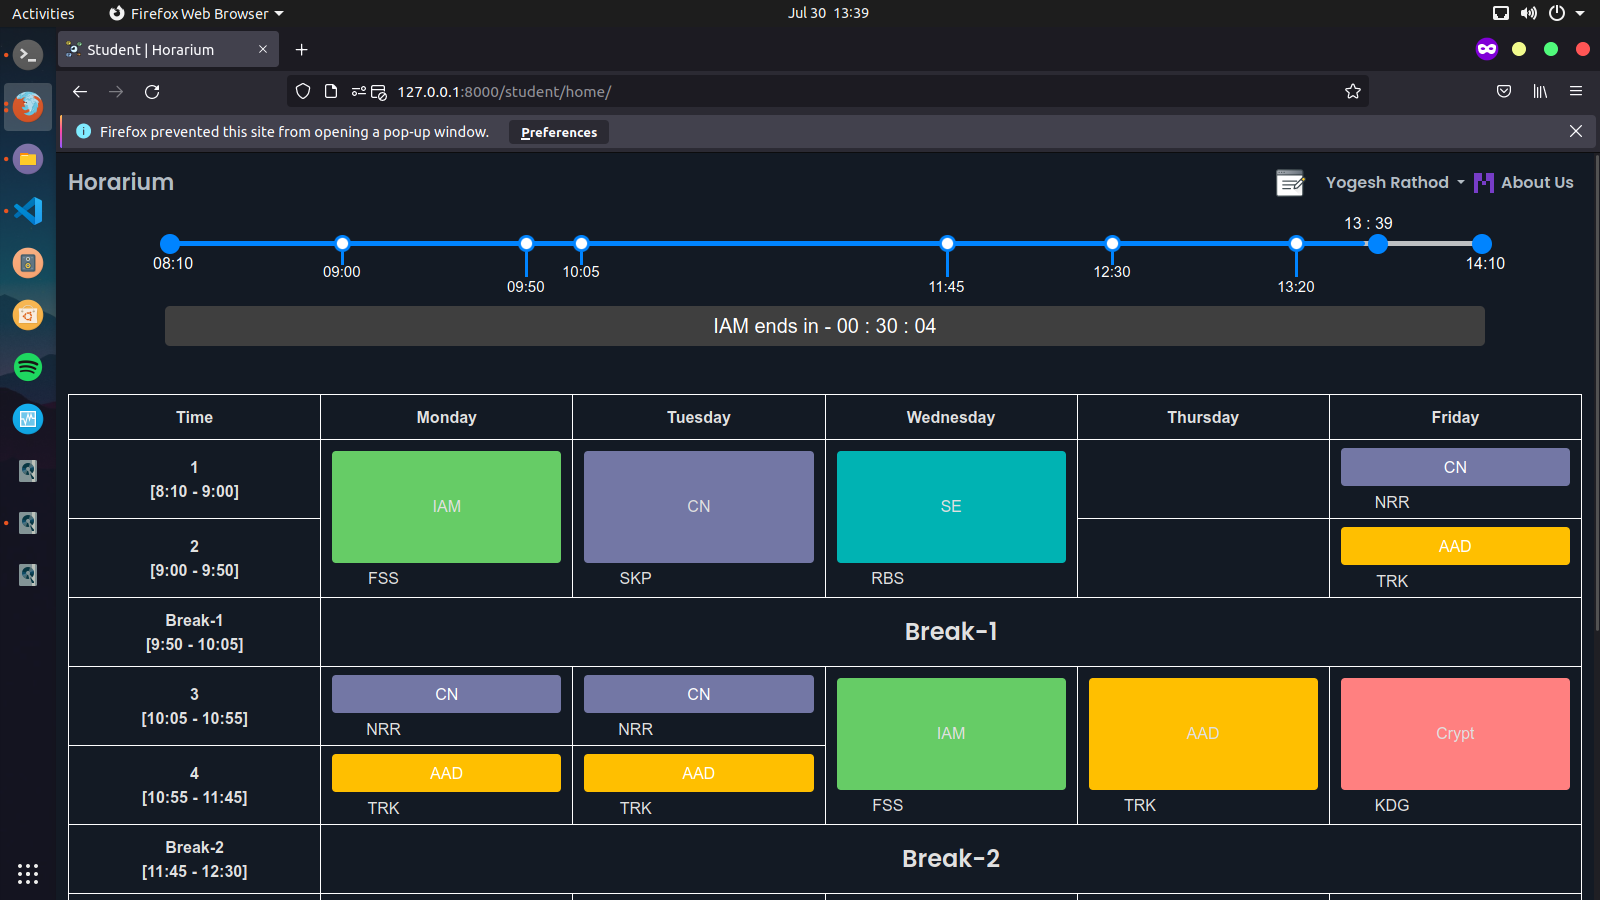 Activities Firefox Web Browser Jul 30 13:39
Student | Horarium
127.0.0.1:8000/student/home/
Firefox prevented this site from opening a pop-up window. Preferences
Horarium Yogesh Rathod About Us
13 : 39
08:10 09:00 09:50 10:05 11:45 12:30 13:20 14:10
IAM ends in - 00 : 30 : 04
Time Monday Tuesday Wednesday Thursday Friday
1
[8:10 - 9:00]
IAM
FSS
CN
SKP
SE
RBS
CN
NRR
2
[9:00 - 9:50]
AAD
TRK
Break-1
[9:50 - 10:05]
Break-1
3
[10:05 - 10:55]
CN
NRR
CN
NRR
IAM
FSS
AAD
TRK
Crypt
KDG
4
[10:55 - 11:45]
AAD
TRK
AAD
TRK
Break-2
[11:45 - 12:30]
Break-2